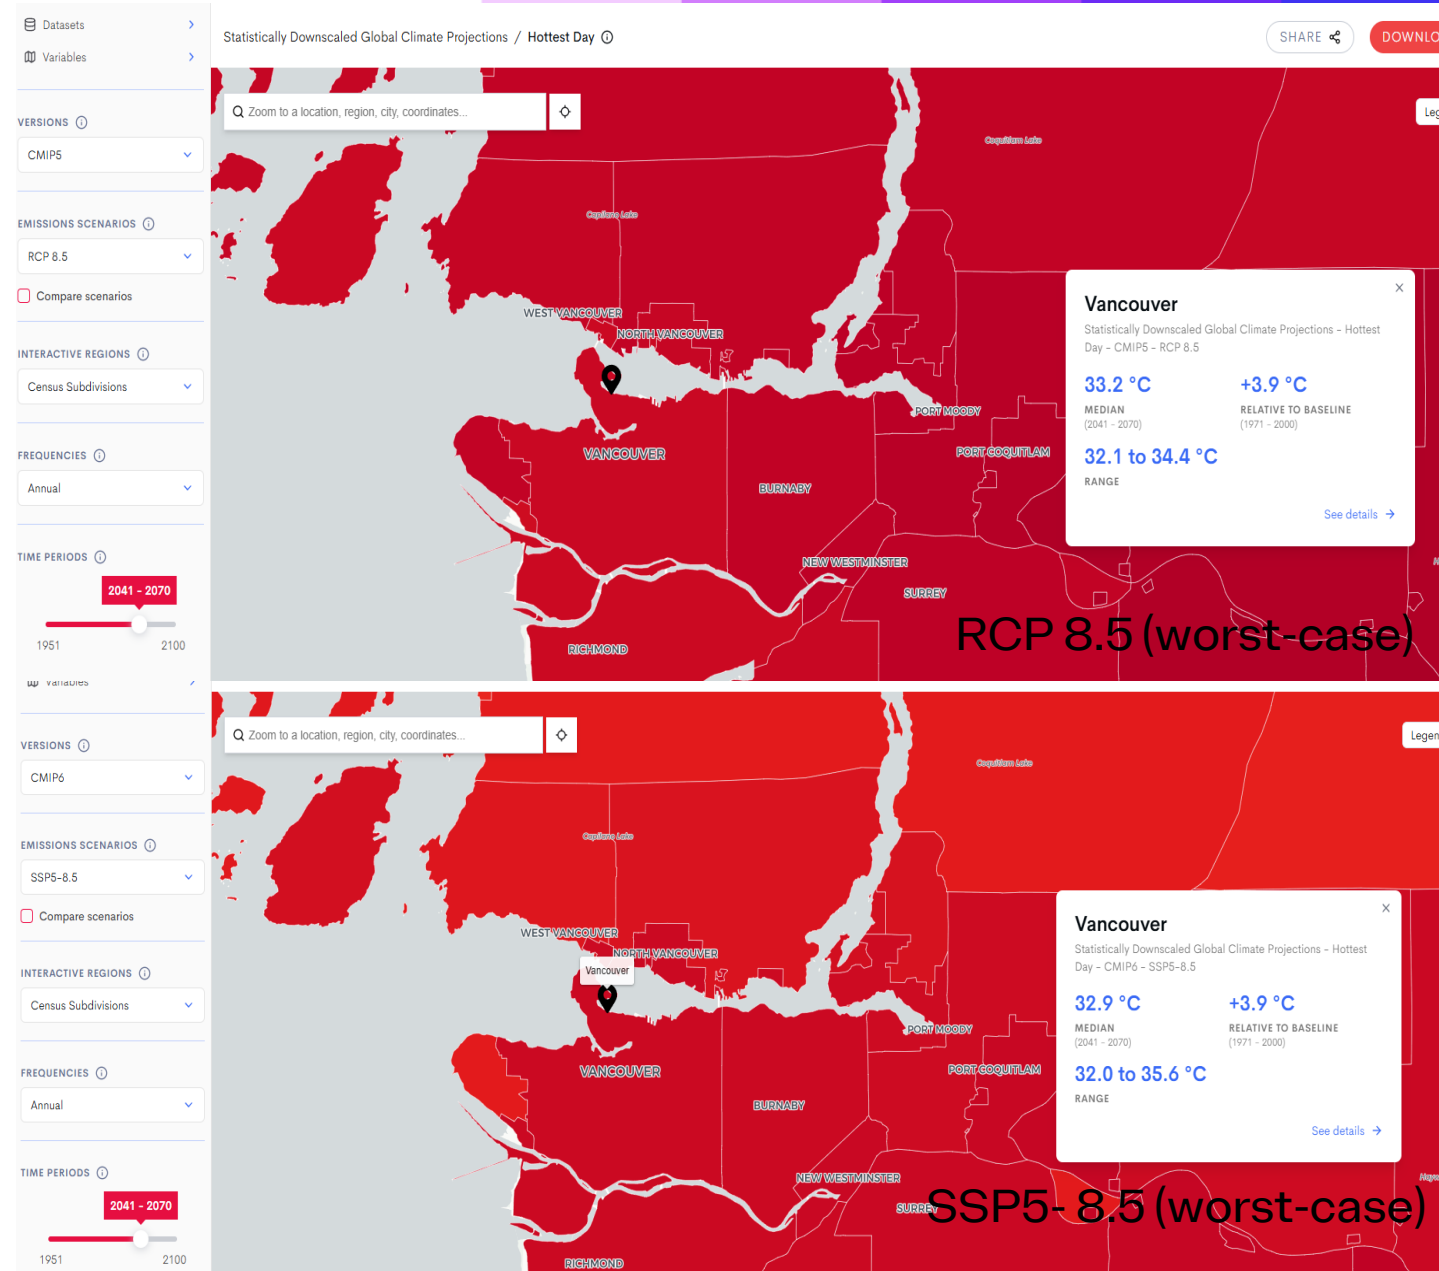 Datasets
Variables
VERSIONS
CMIP5
EMISSIONS SCENARIOS
RCP 8.5
Compare scenarios
INTERACTIVE REGIONS
Census Subdivisions
FREQUENCIES
Annual
TIME PERIODS
2041 - 2070
1951 2100
Statistically Downscaled Global Climate Projections / Hottest Day
SHARE
DOWNLO
Zoom to a location, region, city, coordinates...
Leg
Coquitlam Lake
Capilano Lake
WEST VANCOUVER
NORTH VANCOUVER
PORT MOODY
VANCOUVER
PORT COQUITLAM
BURNABY
NEW WESTMINSTER
SURREY
RICHMOND
X
Vancouver
Statistically Downscaled Global Climate Projections - Hottest
Day - CMIP5 - RCP 8.5
33.2 °C +3.9 °C
MEDIAN RELATIVE TO BASELINE
(2041 - 2070) (1971 - 2000)
32.1 to 34.4 °C
RANGE
See details
RCP 8.5 (worst-case)
Variables
VERSIONS
CMIP6
EMISSIONS SCENARIOS
SSP5-8.5
Compare scenarios
INTERACTIVE REGIONS
Census Subdivisions
FREQUENCIES
Annual
TIME PERIODS
2041 - 2070
1951 2100
Zoom to a location, region, city, coordinates...
Legen
Coquitlam Lake
Capilano Lake
WEST VANCOUVER
NORTH VANCOUVER
Vancouver
PORT MOODY
VANCOUVER
PORT COQUITLAM
BURNABY
NEW WESTMINSTER
SURREY
RICHMOND
X
Vancouver
Statistically Downscaled Global Climate Projections - Hottest
Day - CMIP6 - SSP5-8.5
32.9 °C +3.9 °C
MEDIAN RELATIVE TO BASELINE
(2041 - 2070) (1971 - 2000)
32.0 to 35.6 °C
RANGE
See details
SSP5- 8.5 (worst-case)